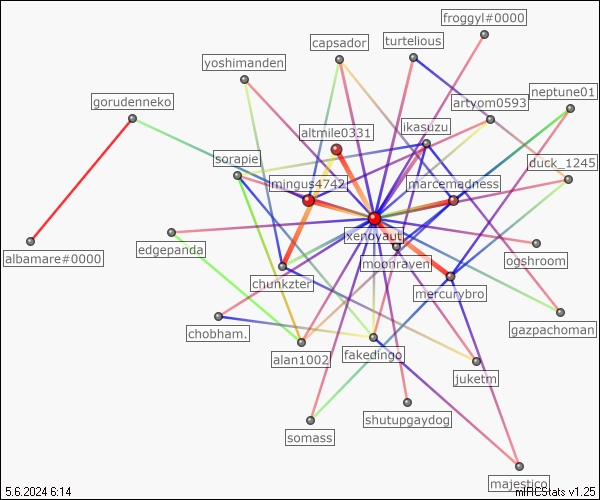 froggyl#0000
capsador
turtelious
yoshimanden
neptune01
gorudenneko
artyom0593
altmile0331
ikasuzu
sorapie
duck_1245
mingus4742
marcemadness
xenoyaut
edgepanda
ogshroom
albamare#0000
moonraven
chunkzter
mercurybro
gazpachoman
chobham.
alan1002
fakedingo
juketm
shutupgaydog
somass
majestico
5.6.2024 6:14
mIRCStats v1.25